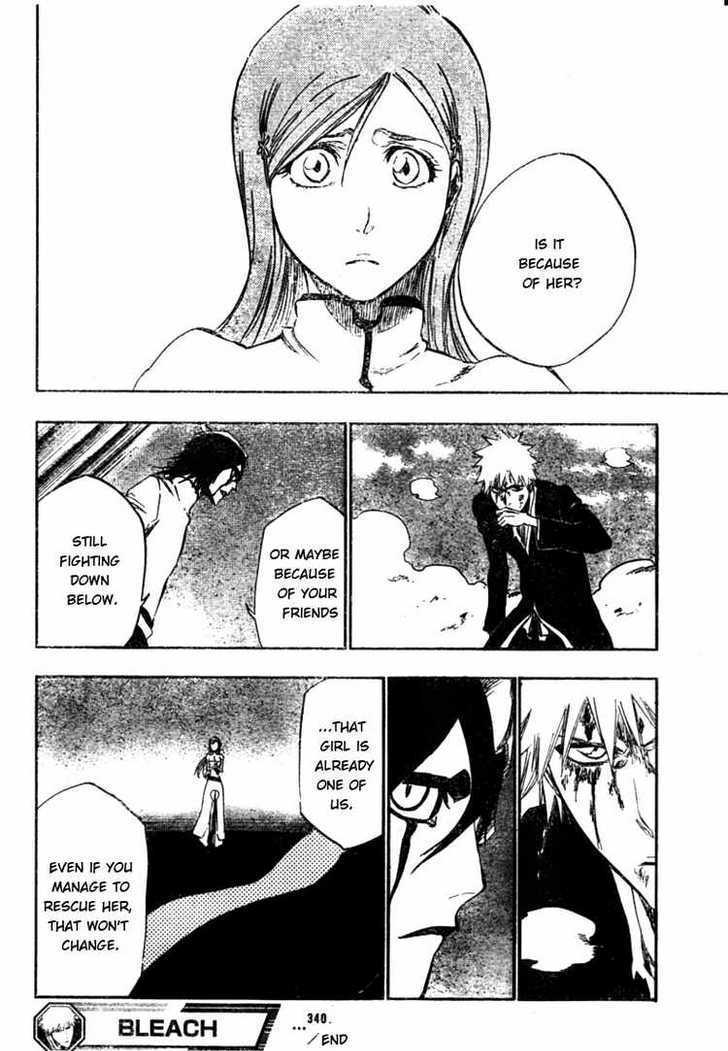 IS IT
BECAUSE
OF HER?
OR MAYBE
BECAUSE
OF YOUR
FRIENDS
STILL
FIGHTING
DOWN
BELOW.
...THAT
GIRL IS
ALREADY
ONE OF
US.
EVEN IF YOU
MANAGE TO
RESCUE HER,
THAT WON'T
CHANGE.
BLEACH
...340.
/ END